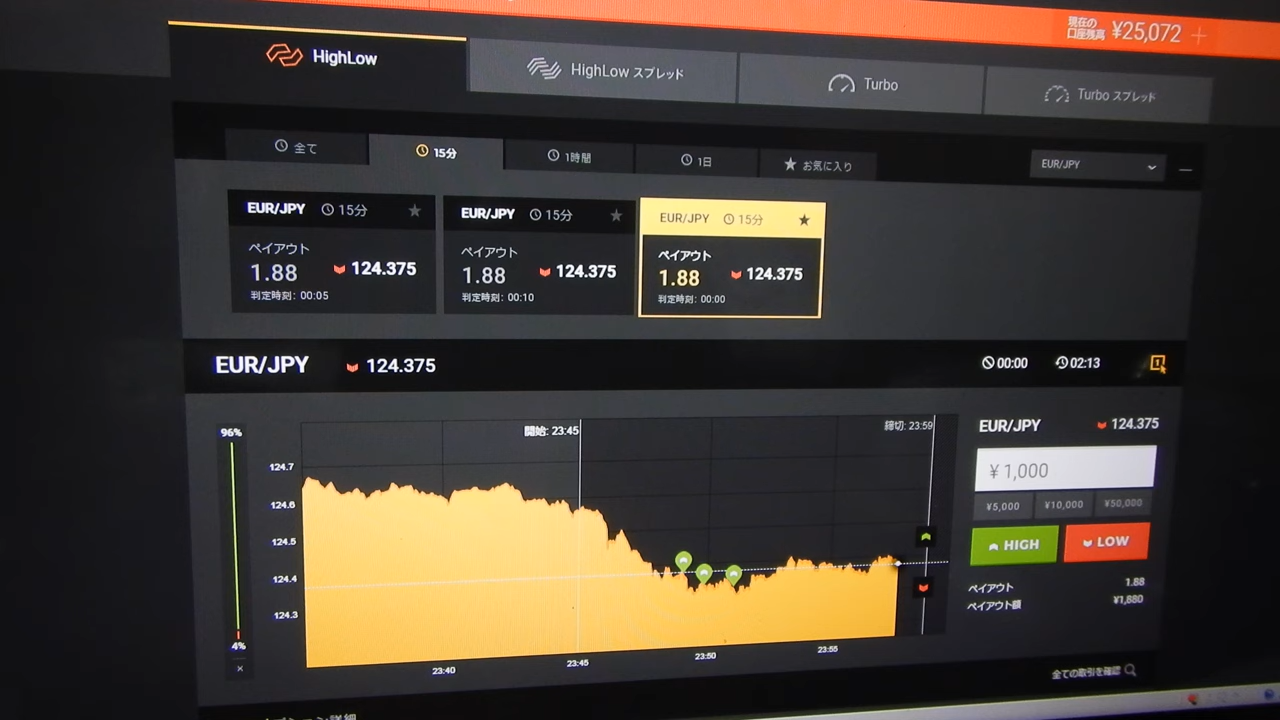 現在の
口座残高 ¥25,072
HighLow
HighLow スプレッド
Turbo
Turbo スプレッド
全て
15分
1時間
1日
お気に入り
EUR/JPY
EUR/JPY 15分
ペイアウト
1.88 124.375
判定時刻: 00:05
EUR/JPY 15分
ペイアウト
1.88 124.375
判定時刻: 00:10
EUR/JPY 15分
ペイアウト
1.88 124.375
判定時刻: 00:00
EUR/JPY 124.375
00:00 02:13
96%
4%
×
開始: 23:45
締切: 23:59
124.7
124.6
124.5
124.4
124.3
23:40
23:45
23:50
23:55
EUR/JPY 124.375
¥ 1,000
¥5,000 ¥10,000 ¥50,000
HIGH LOW
ペイアウト 1.88
ペイアウト額 ¥1,880
全ての取引を確認